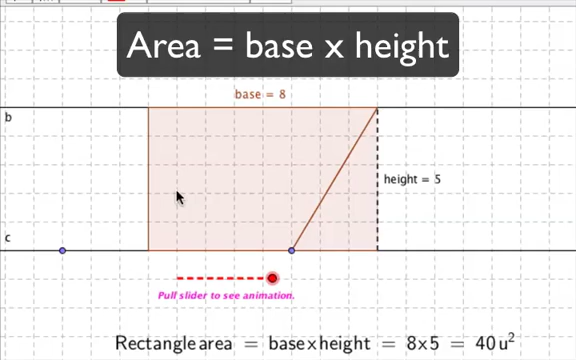 Area = base x height
base = 8
b
height = 5
c
Pull slider to see animation.
Rectangle area = base x height = 8x5 = 40 u²